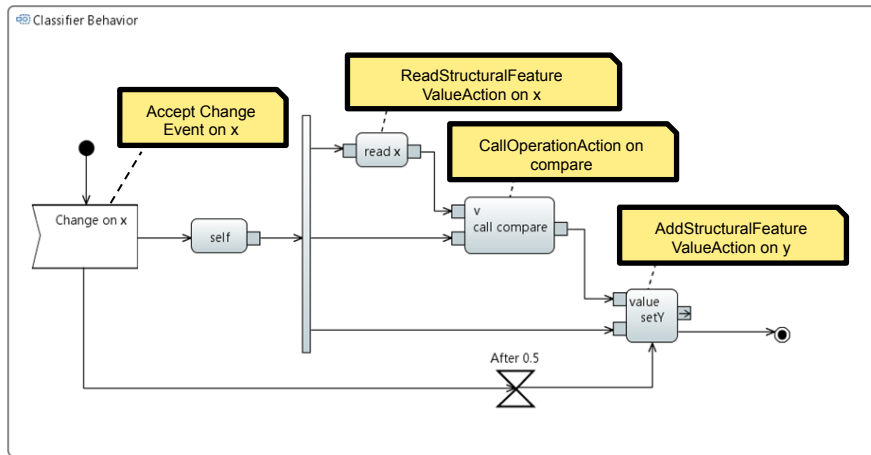 Classifier Behavior
ReadStructuralFeature
ValueAction on x
Accept Change
Event on x
CallOperationAction on
compare
read x
v
call compare
Change on x
self
AddStructuralFeature
ValueAction on y
value
setY
After 0.5